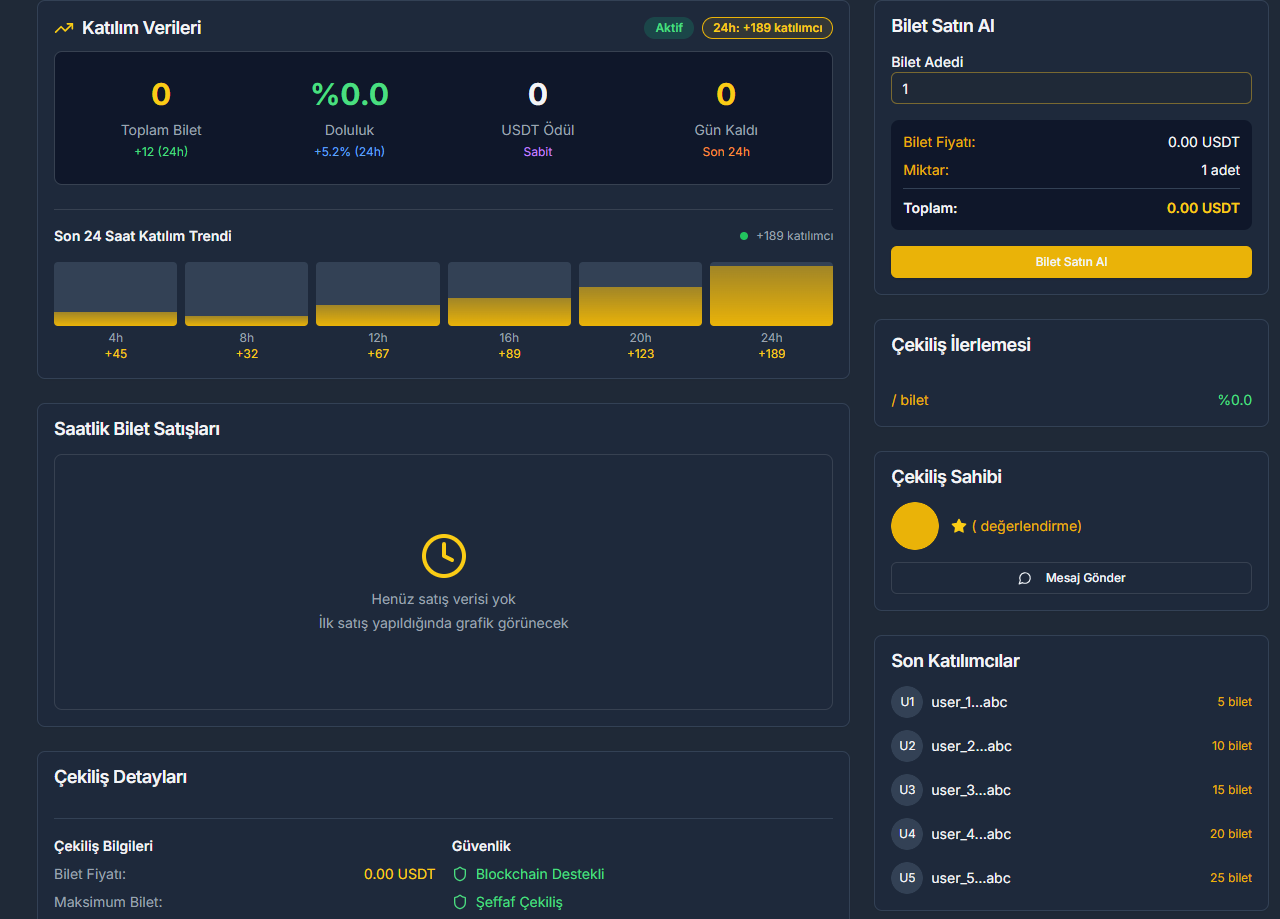 Katılım Verileri
Aktif
24h: +189 katılımcı
0
%0.0
0
0
Toplam Bilet
Doluluk
USDT Ödül
Gün Kaldı
+12 (24h)
+5.2% (24h)
Sabit
Son 24h
Son 24 Saat Katılım Trendi
+189 katılımcı
4h
8h
12h
16h
20h
24h
+45
+32
+67
+89
+123
+189
Saatlik Bilet Satışları
Henüz satış verisi yok
İlk satış yapıldığında grafik görünecek
Çekiliş Detayları
Çekiliş Bilgileri
Bilet Fiyatı:
0.00 USDT
Maksimum Bilet:
Güvenlik
Blockchain Destekli
Şeffaf Çekiliş
Bilet Satın Al
Bilet Adedi
1
Bilet Fiyatı:
0.00 USDT
Miktar:
1 adet
Toplam:
0.00 USDT
Bilet Satın Al
Çekiliş İlerlemesi
/ bilet
%0.0
Çekiliş Sahibi
( değerlendirme)
Mesaj Gönder
Son Katılımcılar
U1 user_1...abc 5 bilet
U2 user_2...abc 10 bilet
U3 user_3...abc 15 bilet
U4 user_4...abc 20 bilet
U5 user_5...abc 25 bilet